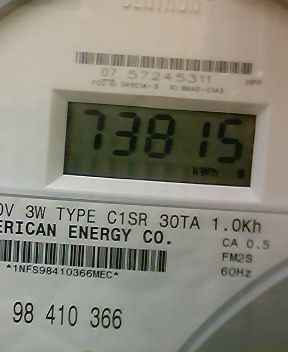 07 57245311
73815
kWh
0V 3W TYPE C1SR 30TA 1.0Kh
ERICAN ENERGY CO.
CA 0.5
FM2S
60Hz
*1NFS98410366MEC*
98 410 366